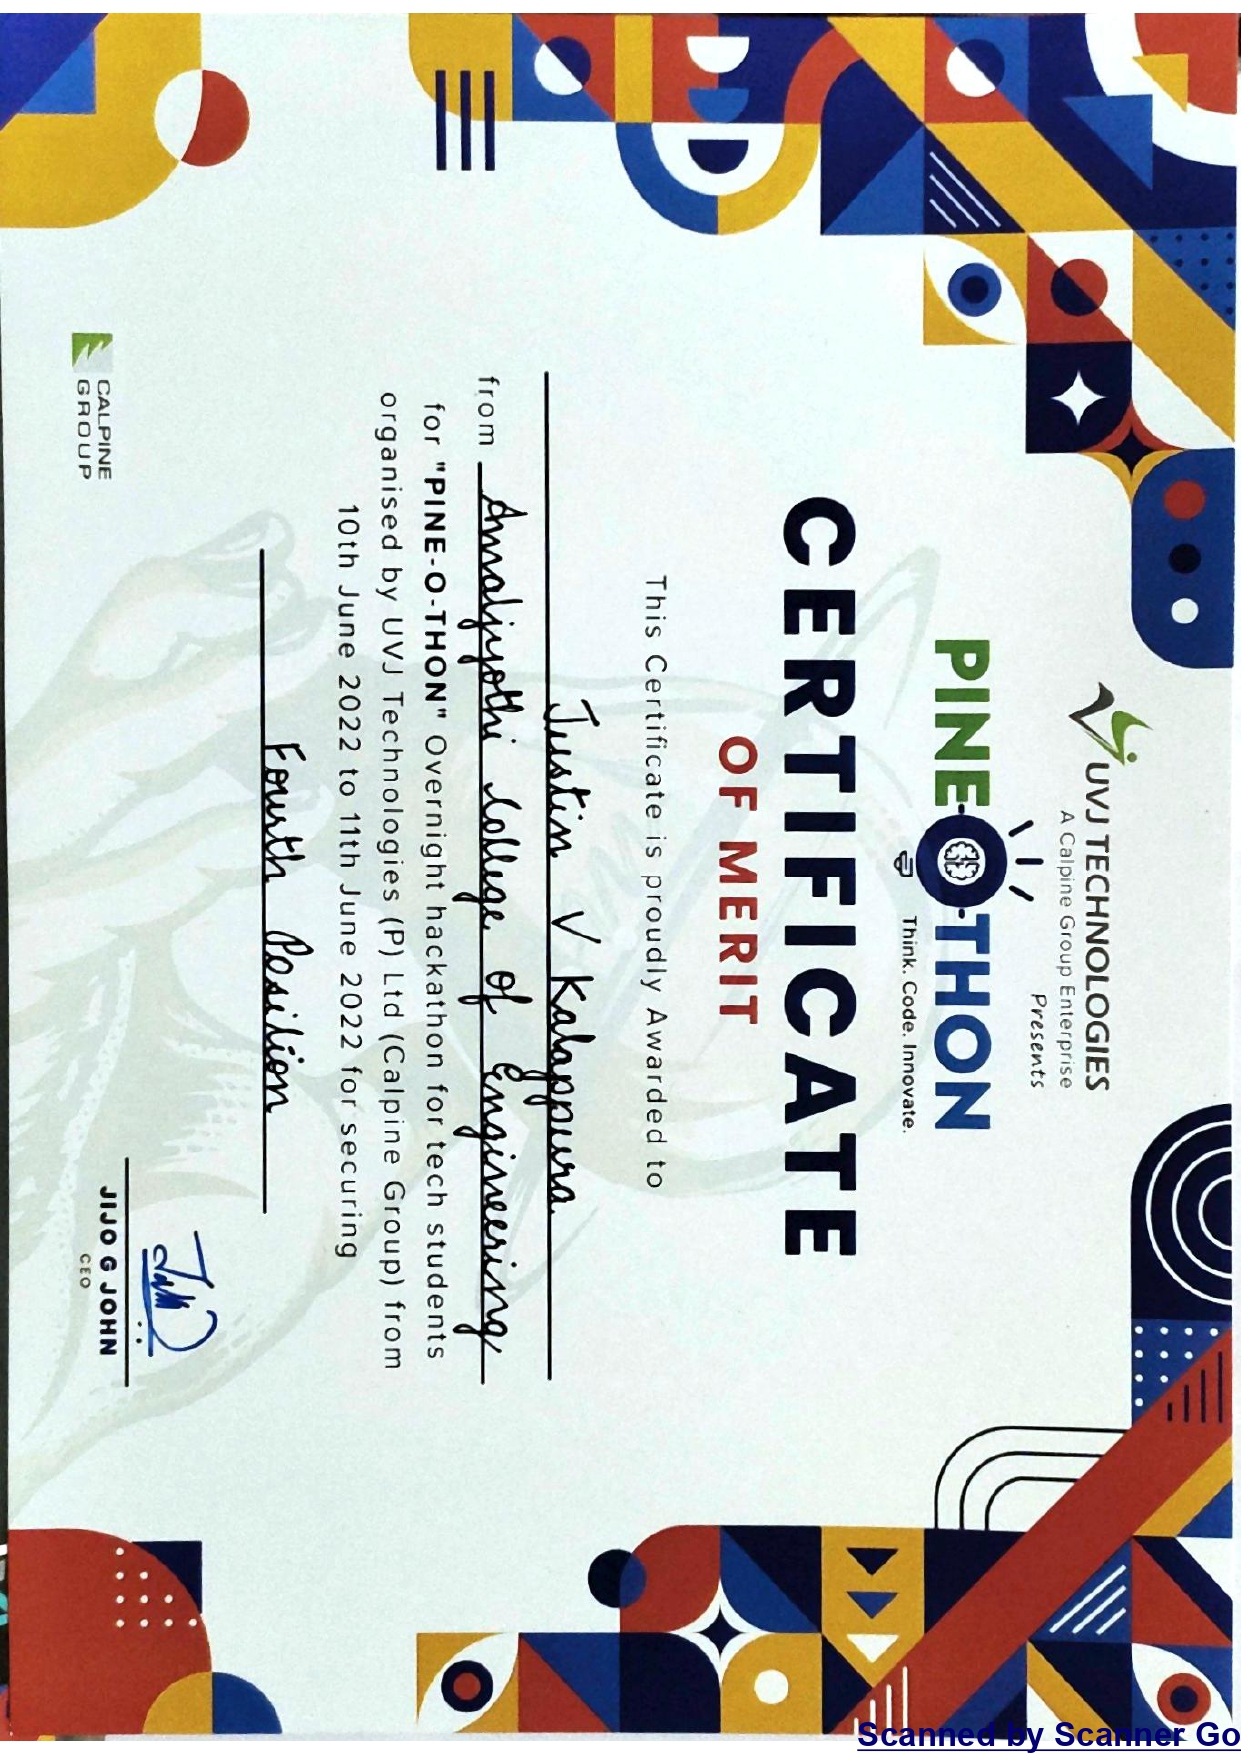 UVJ TECHNOLOGIES
A Calpine Group Enterprise
Presents
PINE-O-THON
Think. Code. Innovate.
CERTIFICATE
OF MERIT
This Certificate is proudly Awarded to
Justin V Kalappura
from Amaljyothi College of Engineering
for "PINE-O-THON" Overnight hackathon for tech students
organised by UVJ Technologies (P) Ltd (Calpine Group) from
10th June 2022 to 11th June 2022 for securing
Fourth Position
JIJO G JOHN
CEO
CALPINE
GROUP
Scanned by Scanner Go